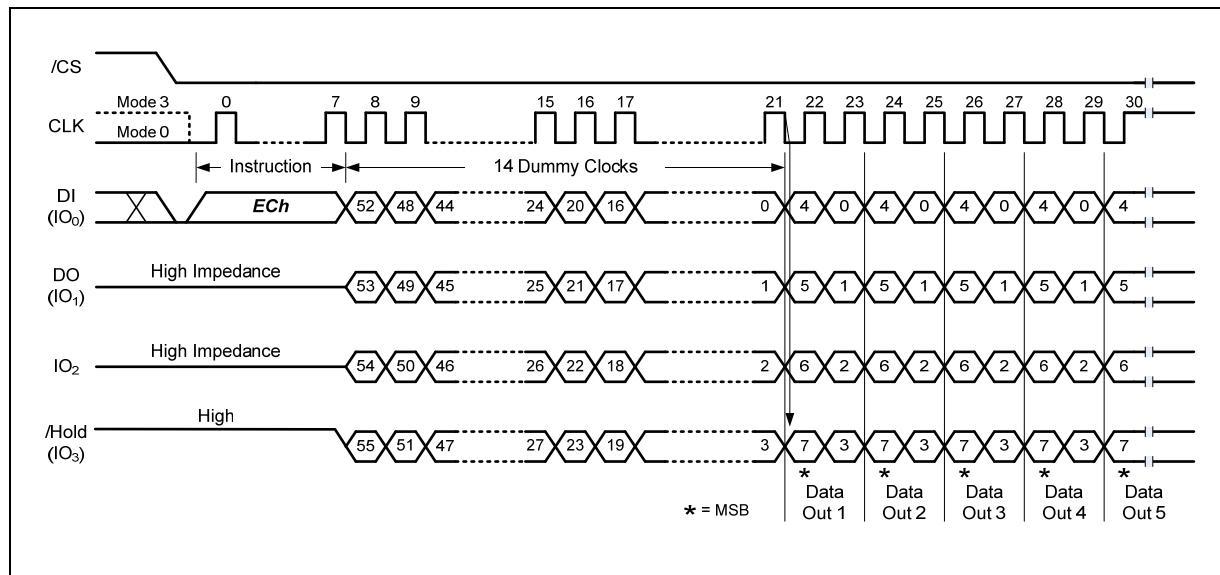 /CS
Mode 3 0 7 8 9 15 16 17 21 22 23 24 25 26 27 28 29 30
CLK
Mode 0
Instruction 14 Dummy Clocks
DI
(IO0) ECh 52 48 44 24 20 16 0 4 0 4 0 4 0 4 0 4
High Impedance
DO
(IO1) 53 49 45 25 21 17 1 5 1 5 1 5 1 5 1 5
High Impedance
IO2 54 50 46 26 22 18 2 6 2 6 2 6 2 6 2 6
High
/Hold
(IO3) 55 51 47 27 23 19 3 7 3 7 3 7 3 7 3 7
* * * * *
* = MSB
Data Out 1
Data Out 2
Data Out 3
Data Out 4
Data Out 5